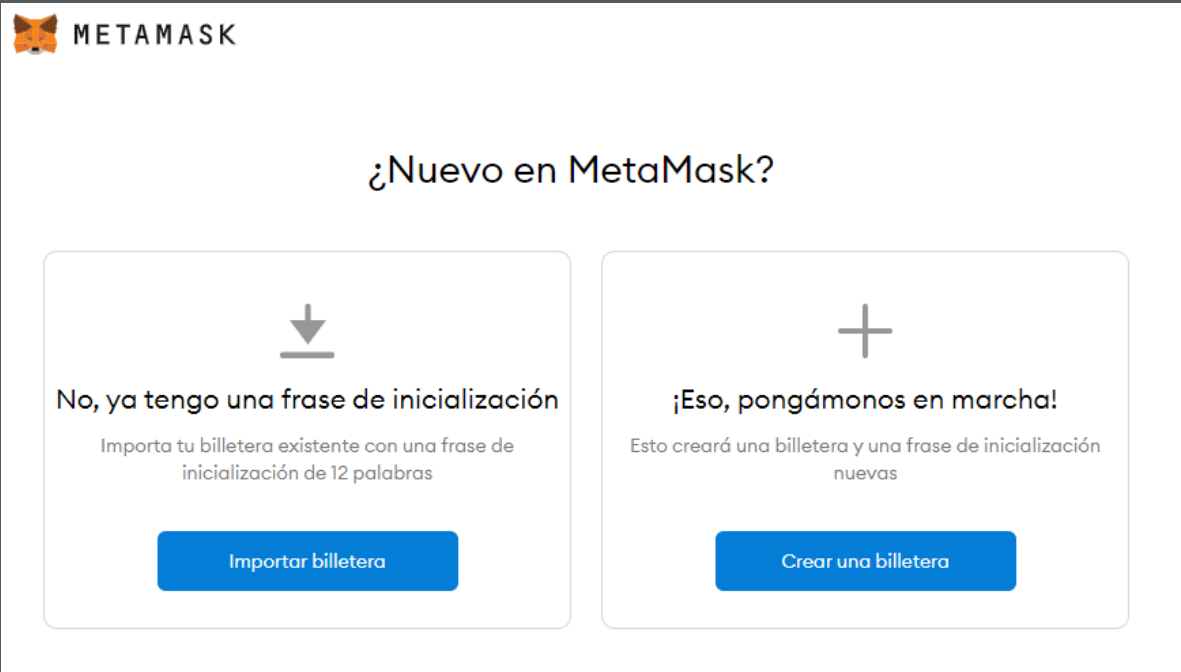 METAMASK
¿Nuevo en MetaMask?
No, ya tengo una frase de inicialización
Importa tu billetera existente con una frase de
inicialización de 12 palabras
Importar billetera
¡Eso, pongámonos en marcha!
Esto creará una billetera y una frase de inicialización
nuevas
Crear una billetera